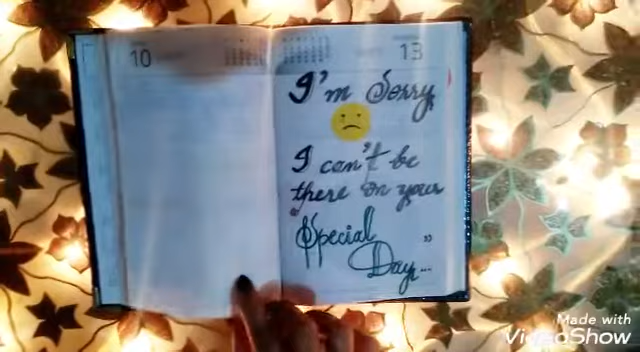 10
13
I'm Sorry
I can't be
there on your
"Special
Day..."
Made with
VideoShow